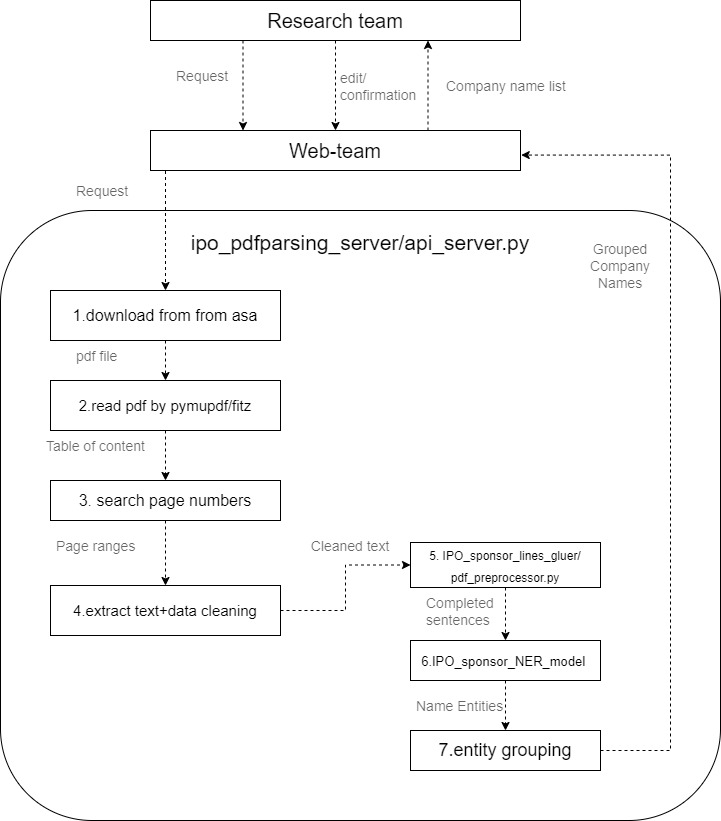 Research team
Request
edit/
confirmation
Company name list
Web-team
Request
ipo_pdfparsing_server/api_server.py
Grouped
Company
Names
1.download from from asa
pdf file
2.read pdf by pymupdf/fitz
Table of content
3. search page numbers
Page ranges
Cleaned text
4.extract text+data cleaning
5. IPO_sponsor_lines_gluer/
pdf_preprocessor.py
Completed
sentences
6.IPO_sponsor_NER_model
Name Entities
7.entity grouping